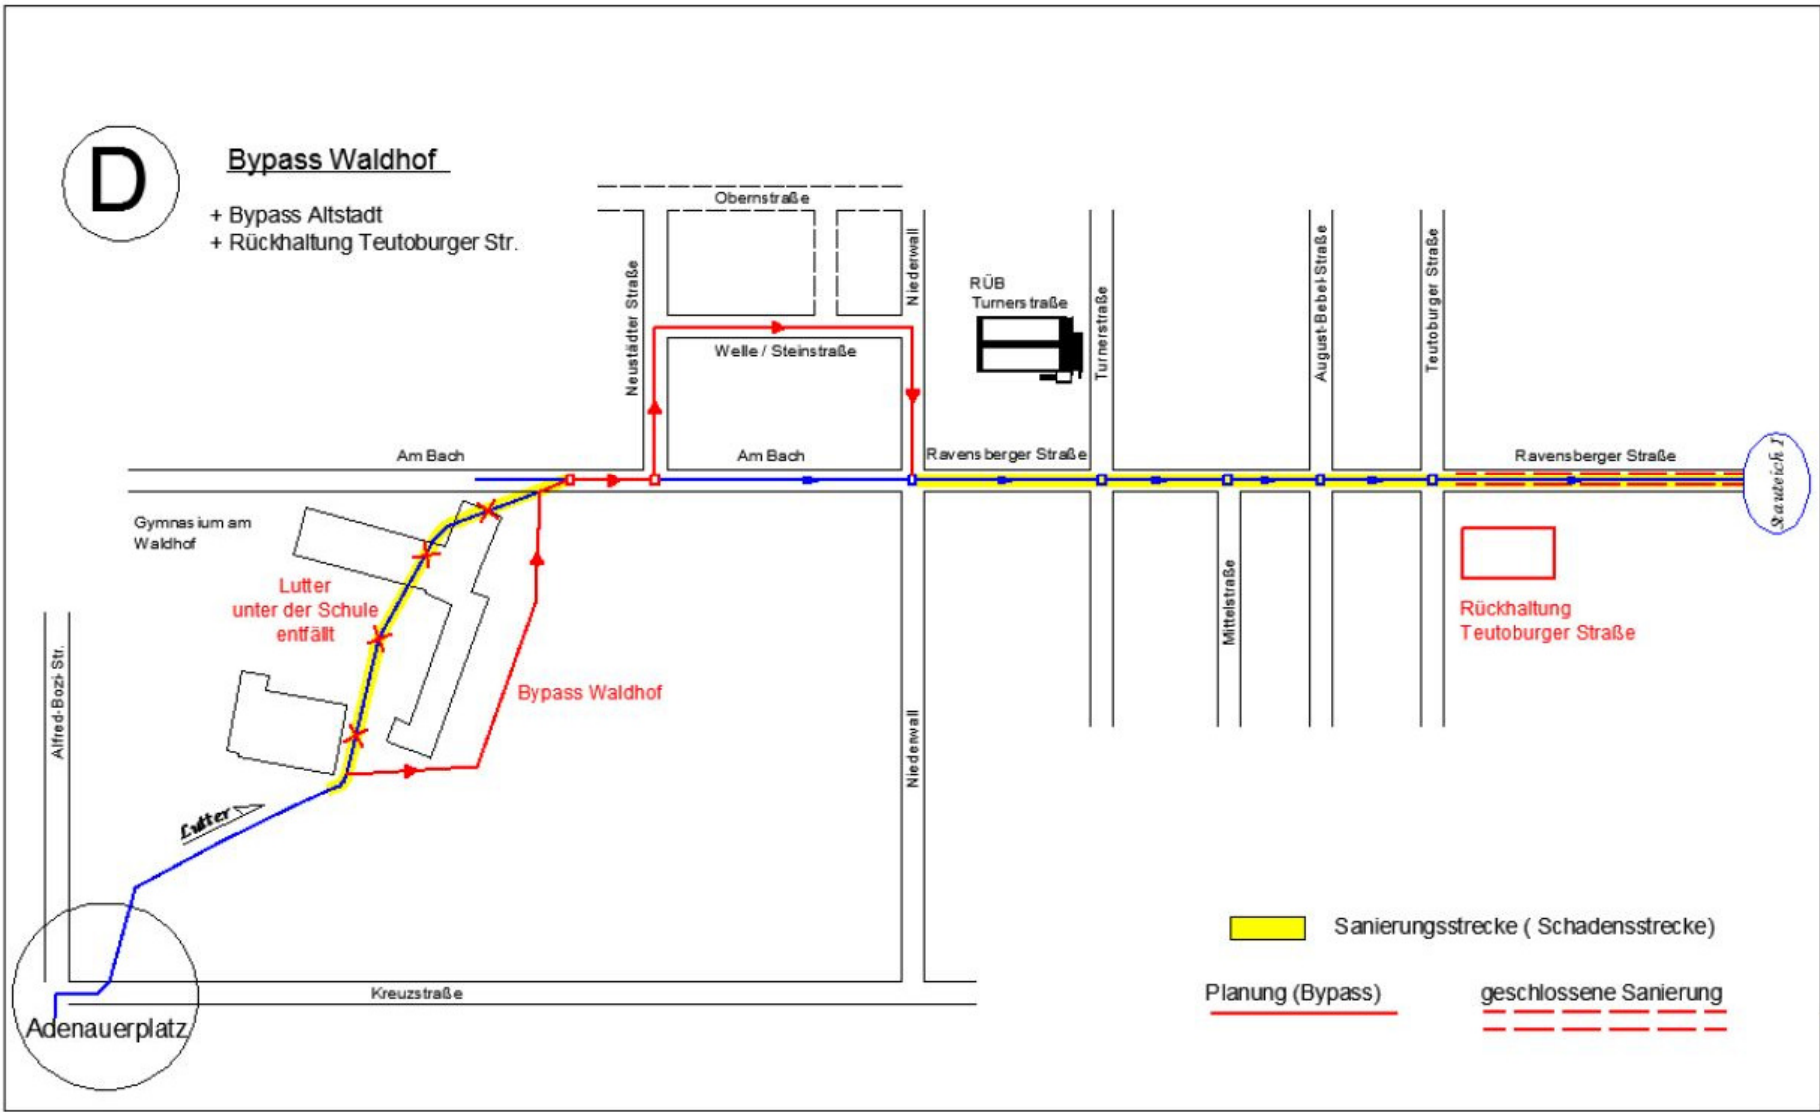 D
Bypass Waldhof
+ Bypass Altstadt
+ Rückhaltung Teutoburger Str.
Obernstraße
Neustädter Straße
Niederwall
Welle / Steinstraße
RÜB
Turnerstraße
Turnerstraße
August-Bebel-Straße
Teutoburger Straße
Am Bach
Am Bach
Ravensberger Straße
Ravensberger Straße
Stauteich I
Gymnasium am
Waldhof
Lutter
unter der Schule
entfällt
Bypass Waldhof
Mittelstraße
Rückhaltung
Teutoburger Straße
Alfred-Bozi-Str.
Niederwall
Lutter
Kreuzstraße
Adenauerplatz
Sanierungsstrecke ( Schadensstrecke)
Planung (Bypass)
geschlossene Sanierung